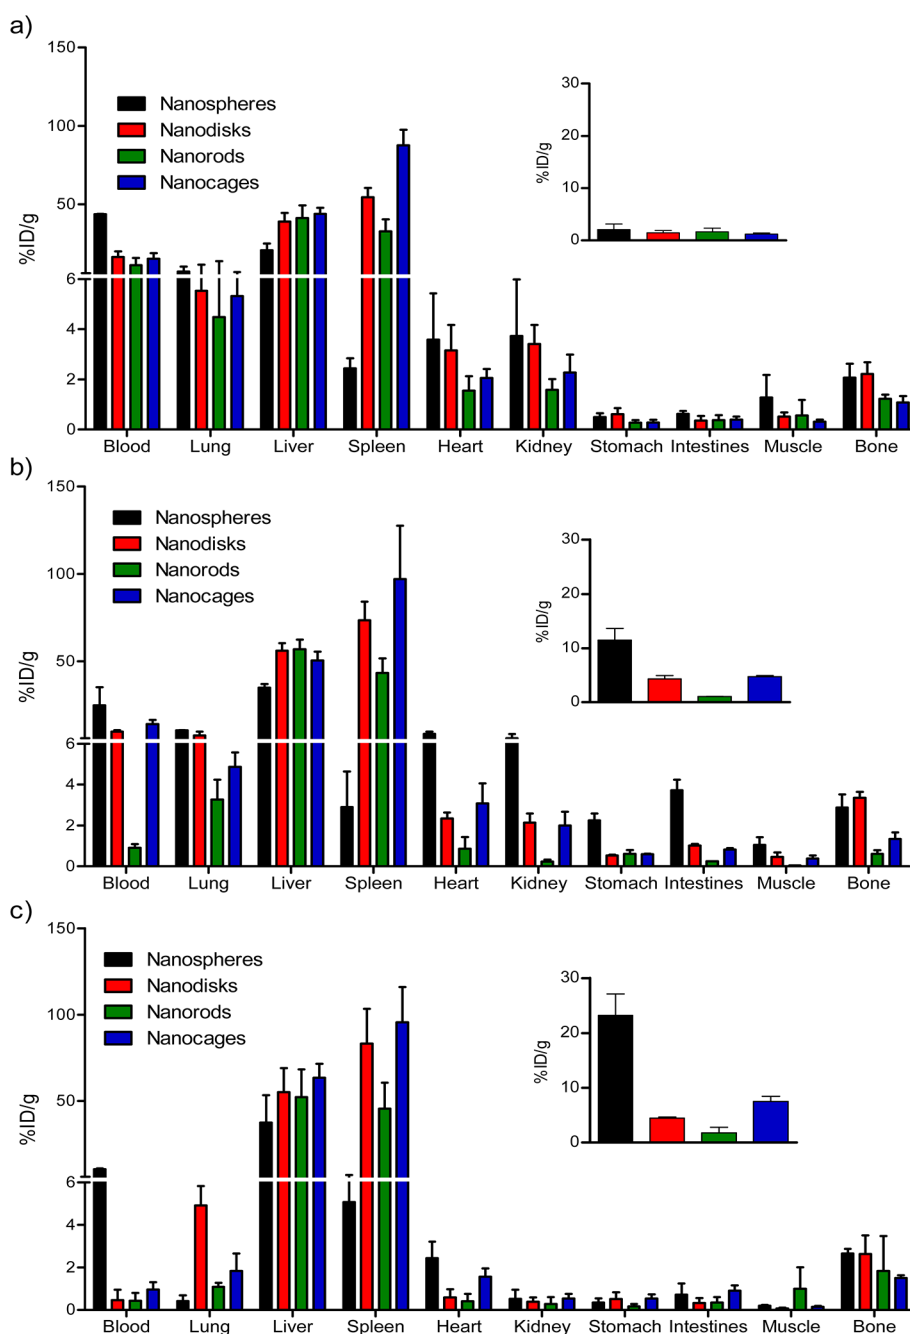 a)
150
100
50
6
4
2
0
%ID/g
Nanospheres
Nanodisks
Nanorods
Nanocages
30
20
10
0
%ID/g
Blood Lung Liver Spleen Heart Kidney Stomach Intestines Muscle Bone
b)
150
100
50
6
4
2
0
%ID/g
Nanospheres
Nanodisks
Nanorods
Nanocages
30
20
10
0
%ID/g
Blood Lung Liver Spleen Heart Kidney Stomach Intestines Muscle Bone
c)
150
100
50
6
4
2
0
%ID/g
Nanospheres
Nanodisks
Nanorods
Nanocages
30
20
10
0
%ID/g
Blood Lung Liver Spleen Heart Kidney Stomach Intestines Muscle Bone